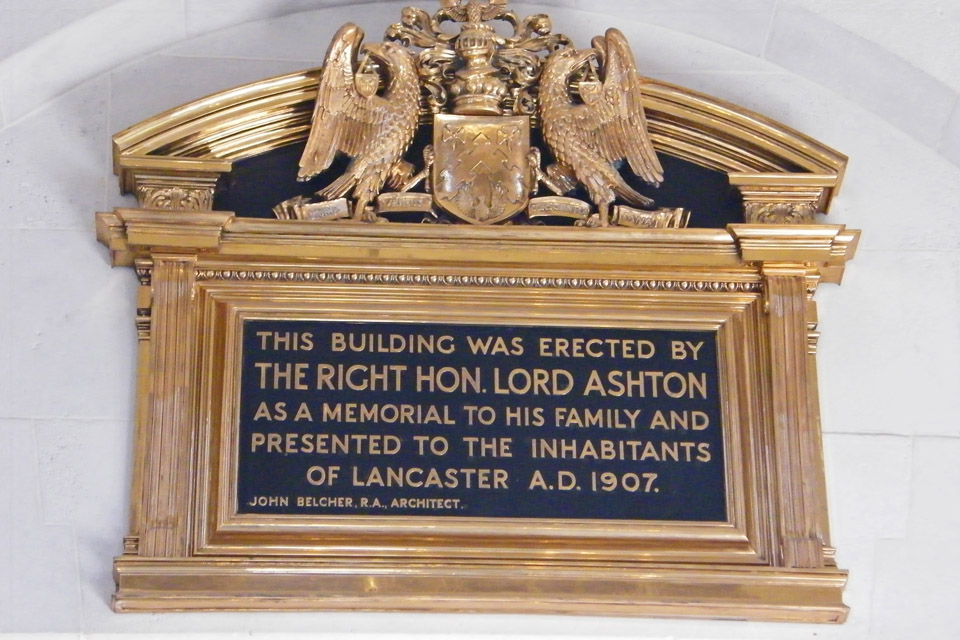 THIS BUILDING WAS ERECTED BY
THE RIGHT HON. LORD ASHTON
AS A MEMORIAL TO HIS FAMILY AND
PRESENTED TO THE INHABITANTS
OF LANCASTER A.D. 1907.
JOHN BELCHER, R.A., ARCHITECT.